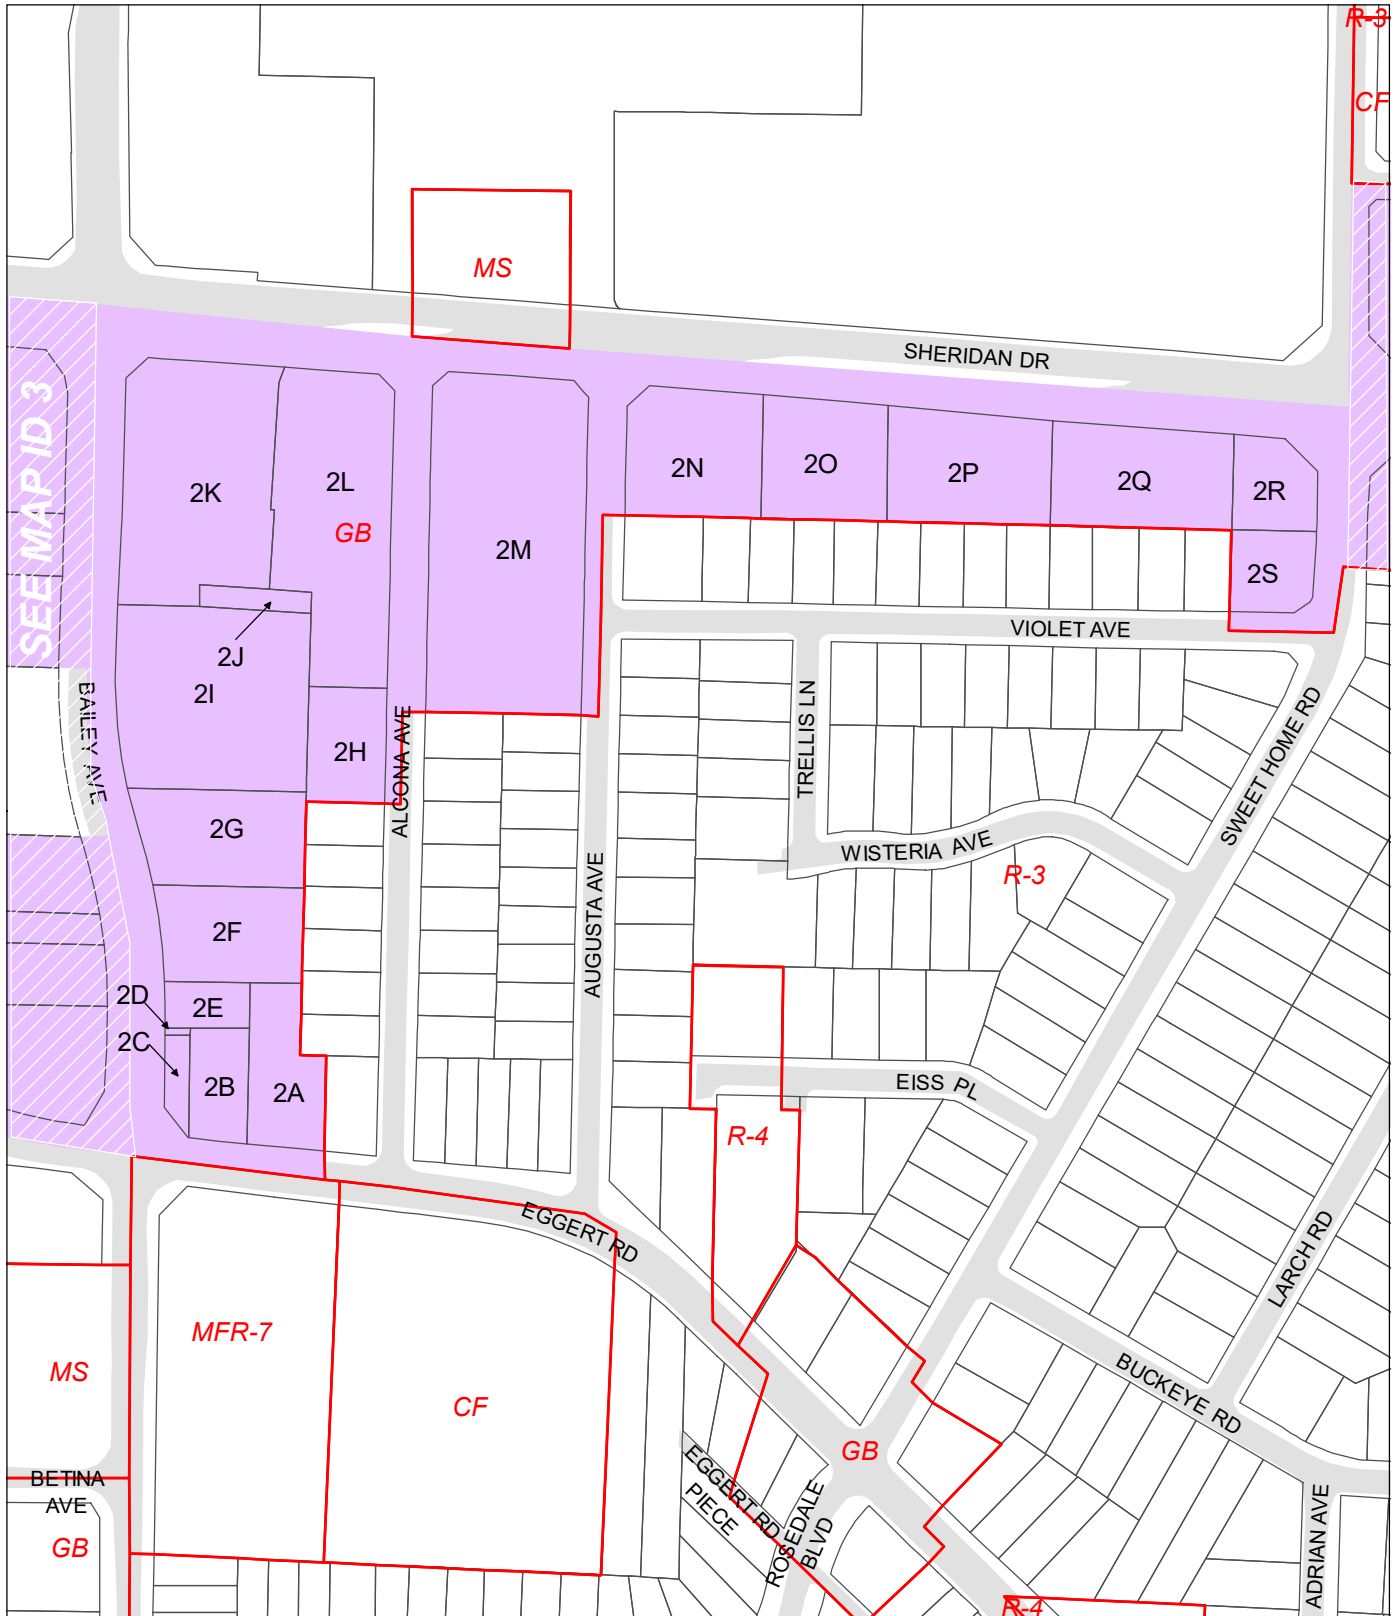 R-3
CF
MS
SHERIDAN DR
SEE MAP ID 3
2K
2L
GB
2M
2N
2O
2P
2Q
2R
2S
2J
2I
2H
2G
2F
2E
2D
2C
2B
2A
BAILEY AVE
ALCONA AVE
AUGUSTA AVE
VIOLET AVE
TRELLIS LN
WISTERIA AVE
R-3
SWEET HOME RD
EISS PL
R-4
EGGERT RD
LARCH RD
BUCKEYE RD
MFR-7
MS
CF
GB
BETINA
AVE
GB
EGGERT RD
PIECE
ROSEDALE
BLVD
ADRIAN AVE
R-4